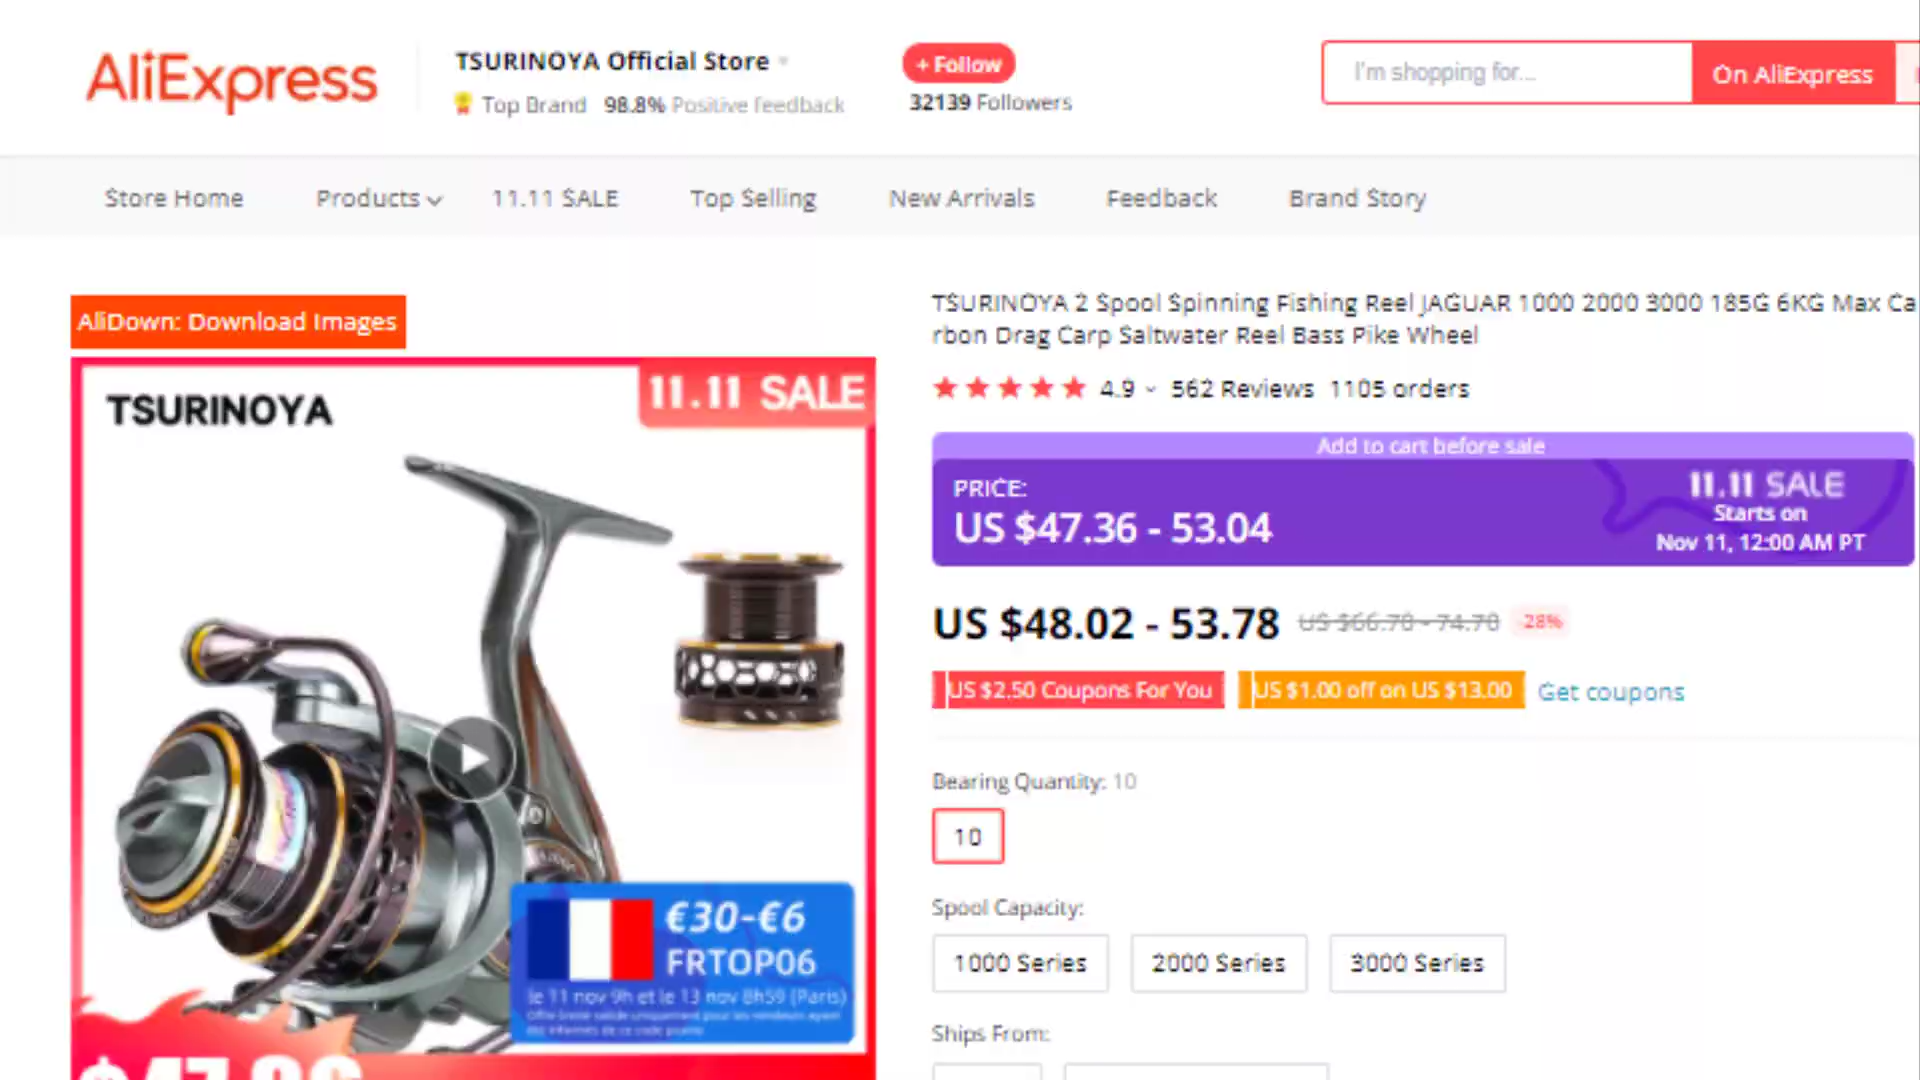 AliExpress
TSURINOYA Official Store
Top Brand 98.8% Positive feedback
+ Follow
32139 Followers
I'm shopping for...
On AliExpress
Store Home
Products
11.11 SALE
Top Selling
New Arrivals
Feedback
Brand Story
AliDown: Download Images
TSURINOYA
11.11 SALE
€30-€6
FRTOP06
le 11 nov 9h et le 13 nov 8h59 (Paris)
TSURINOYA 2 Spool Spinning Fishing Reel JAGUAR 1000 2000 3000 185G 6KG Max Ca
rbon Drag Carp Saltwater Reel Bass Pike Wheel
4.9 562 Reviews 1105 orders
Add to cart before sale
PRICE:
US $47.36 - 53.04
11.11 SALE
Starts on
Nov 11, 12:00 AM PT
US $48.02 - 53.78 US $66.70 - 74.70 -28%
US $2.50 Coupons For You
US $1.00 off on US $13.00
Get coupons
Bearing Quantity: 10
10
Spool Capacity:
1000 Series
2000 Series
3000 Series
Ships From: